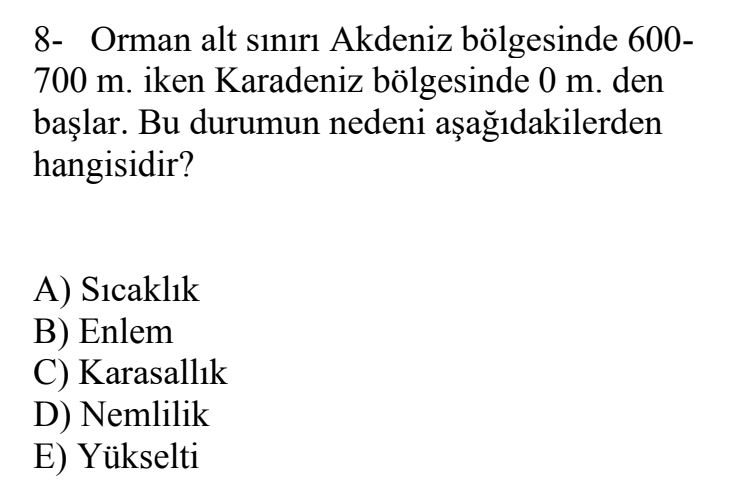 8- Orman alt sınırı Akdeniz bölgesinde 600-
700 m. iken Karadeniz bölgesinde 0 m. den
başlar. Bu durumun nedeni aşağıdakilerden
hangisidir?
A) Sıcaklık
B) Enlem
C) Karasallık
D) Nemlilik
E) Yükselti